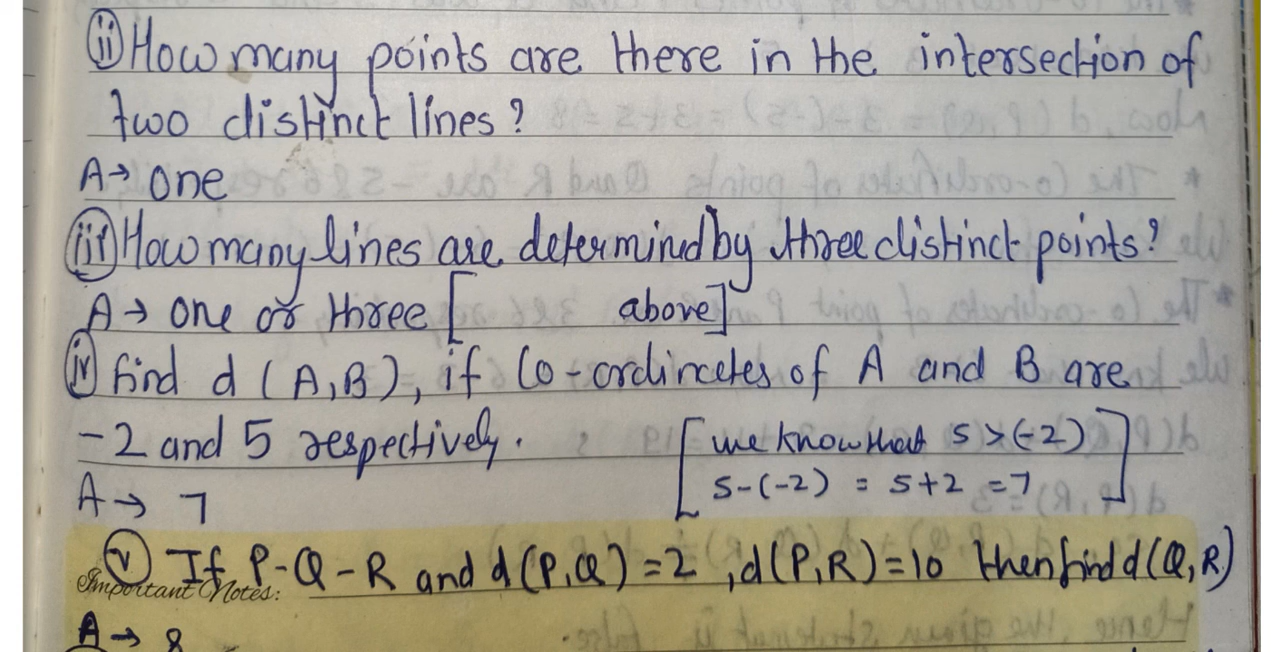 (ii) How many points are there in the intersection of
two distinct lines?
A→ one
(iii) How many lines are determined by three distinct points?
A→ one or three [ above]
(iv) find d (A,B), if Co-ordinates of A and B are
-2 and 5 respectively.
[we know that 5 > (-2)
A→ 7
5-(-2) = 5+2 = 7]
(v) If P-Q-R and d(P,Q)=2, d(P,R)=10 then find d(Q,R)
Important Notes:
A→ 8